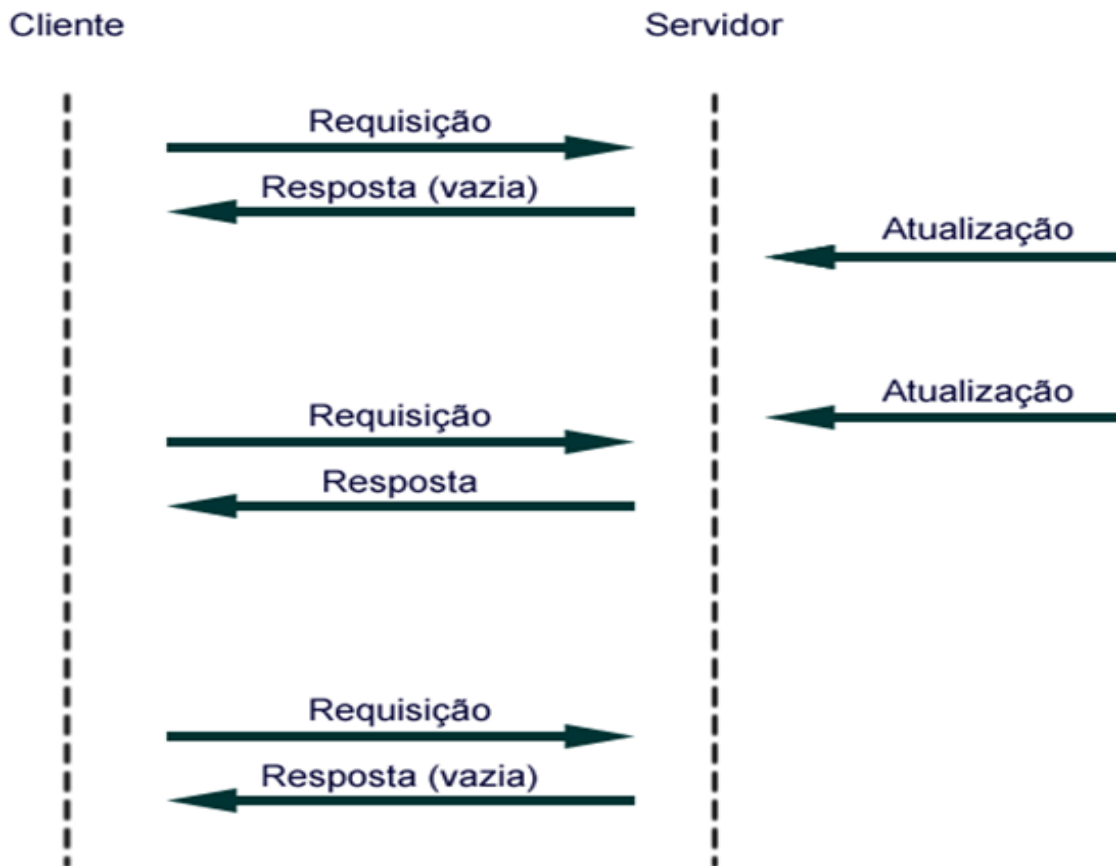 Cliente
Servidor
Requisição
Resposta (vazia)
Atualização
Atualização
Requisição
Resposta
Requisição
Resposta (vazia)